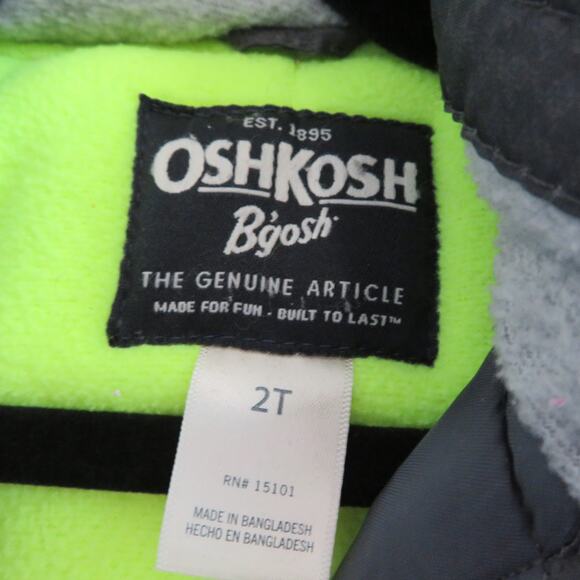 EST. 1895
OSHKOSH
B'gosh
THE GENUINE ARTICLE
MADE FOR FUN - BUILT TO LAST™
2T
RN# 15101
MADE IN BANGLADESH
HECHO EN BANGLADESH